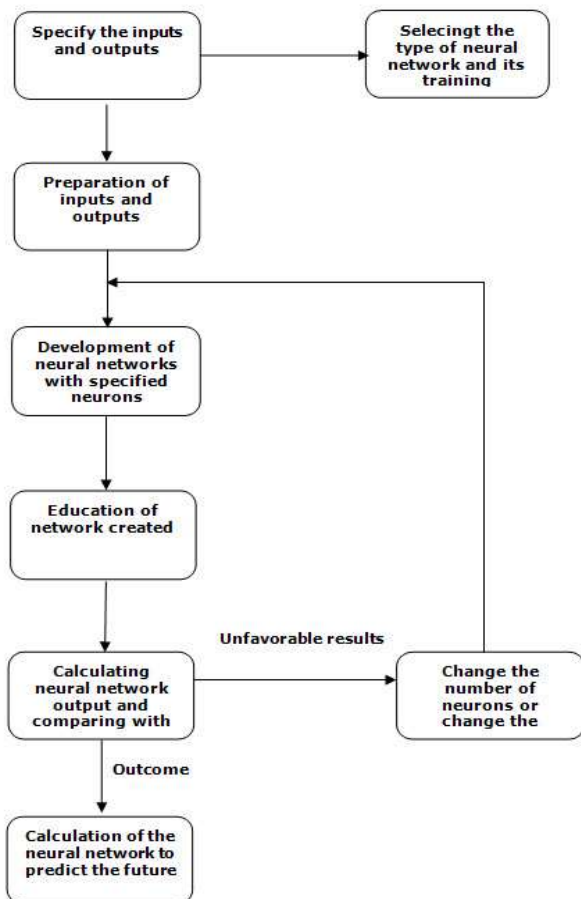 Specify the inputs
and outputs
Selecingt the
type of neural
network and its
training
Preparation of
inputs and
outputs
Development of
neural networks
with specified
neurons
Education of
network created
Unfavorable results
Calculating
neural network
output and
comparing with
Change the
number of
neurons or
change the
Outcome
Calculation of the
neural network to
predict the future